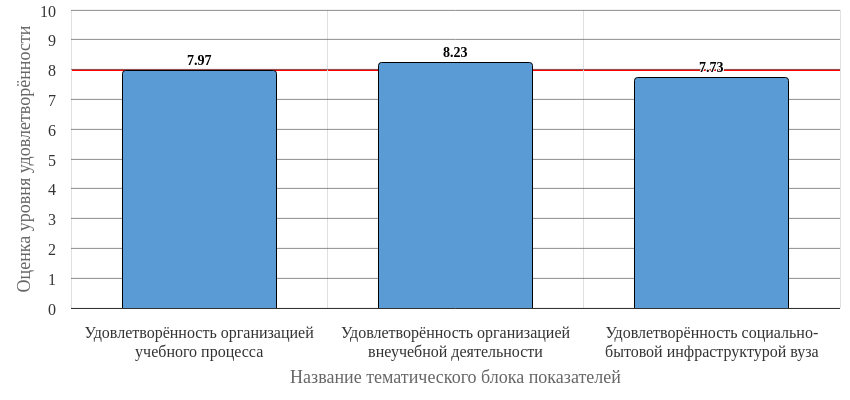 Оценка уровня удовлетворённости
10
9
8
7
6
5
4
3
2
1
0
7.97
8.23
7.73
Удовлетворённость организацией
учебного процесса
Удовлетворённость организацией
внеучебной деятельности
Удовлетворённость социально-
бытовой инфраструктурой вуза
Название тематического блока показателей